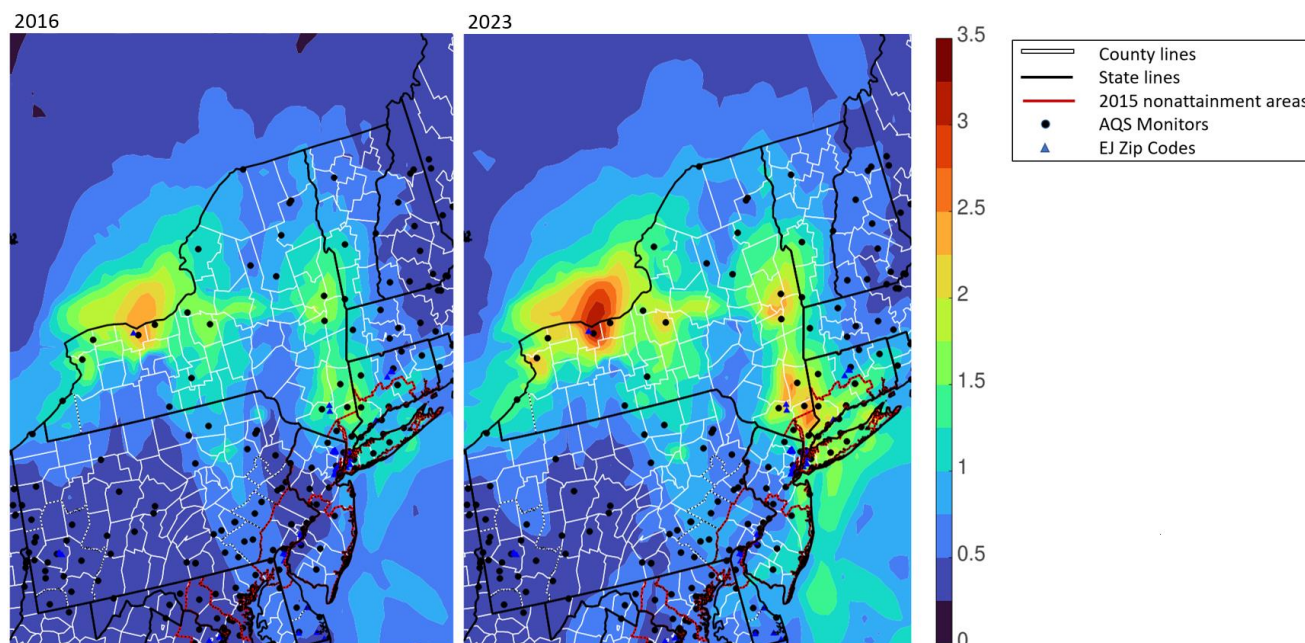 2016
2023
3.5
3
2.5
2
1.5
1
0.5
0
County lines
State lines
2015 nonattainment areas
AQS Monitors
EJ Zip Codes